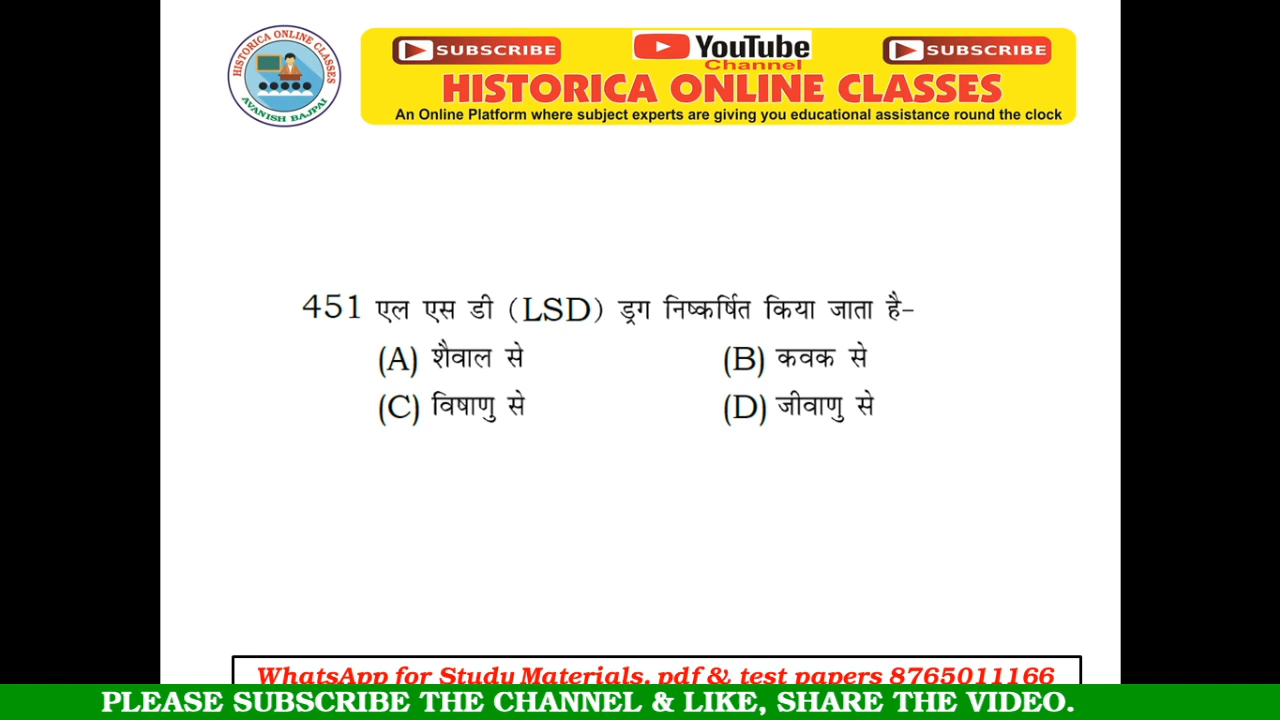 HISTORICA ONLINE CLASSES
AVANISH BAJPAI
SUBSCRIBE
YouTube
Channel
SUBSCRIBE
HISTORICA ONLINE CLASSES
An Online Platform where subject experts are giving you educational assistance round the clock
451 एल एस डी (LSD) ड्रग निष्कर्षित किया जाता है-
(A) शैवाल से (B) कवक से
(C) विषाणु से (D) जीवाणु से
WhatsApp for Study Materials, pdf & test papers 8765011166
PLEASE SUBSCRIBE THE CHANNEL & LIKE, SHARE THE VIDEO.